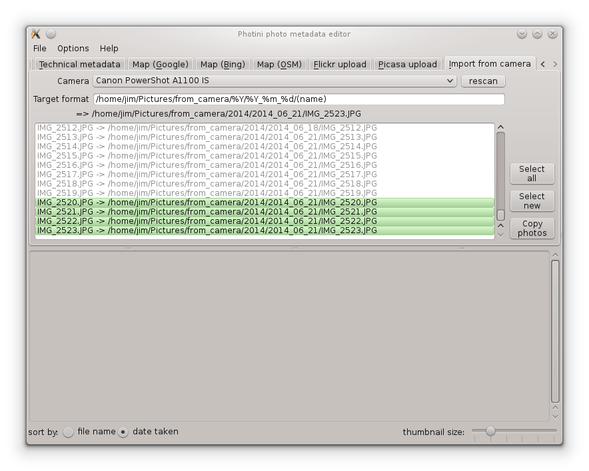 Photini photo metadata editor
File Options Help
Technical metadata Map (Google) Map (Bing) Map (OSM) Flickr upload Picasa upload Import from camera
Camera Canon PowerShot A1100 IS rescan
Target format /home/jim/Pictures/from_camera/%Y/%Y_%m_%d/(name)
=> /home/jim/Pictures/from_camera/2014/2014_06_21/IMG_2523.JPG
IMG_2512.JPG -> /home/jim/Pictures/from_camera/2014/2014_06_18/IMG_2512.JPG
IMG_2513.JPG -> /home/jim/Pictures/from_camera/2014/2014_06_21/IMG_2513.JPG
IMG_2514.JPG -> /home/jim/Pictures/from_camera/2014/2014_06_21/IMG_2514.JPG
IMG_2515.JPG -> /home/jim/Pictures/from_camera/2014/2014_06_21/IMG_2515.JPG
IMG_2516.JPG -> /home/jim/Pictures/from_camera/2014/2014_06_21/IMG_2516.JPG
IMG_2517.JPG -> /home/jim/Pictures/from_camera/2014/2014_06_21/IMG_2517.JPG
IMG_2518.JPG -> /home/jim/Pictures/from_camera/2014/2014_06_21/IMG_2518.JPG
IMG_2519.JPG -> /home/jim/Pictures/from_camera/2014/2014_06_21/IMG_2519.JPG
IMG_2520.JPG -> /home/jim/Pictures/from_camera/2014/2014_06_21/IMG_2520.JPG
IMG_2521.JPG -> /home/jim/Pictures/from_camera/2014/2014_06_21/IMG_2521.JPG
IMG_2522.JPG -> /home/jim/Pictures/from_camera/2014/2014_06_21/IMG_2522.JPG
IMG_2523.JPG -> /home/jim/Pictures/from_camera/2014/2014_06_21/IMG_2523.JPG
Select
all
Select
new
Copy
photos
sort by: file name date taken thumbnail size: